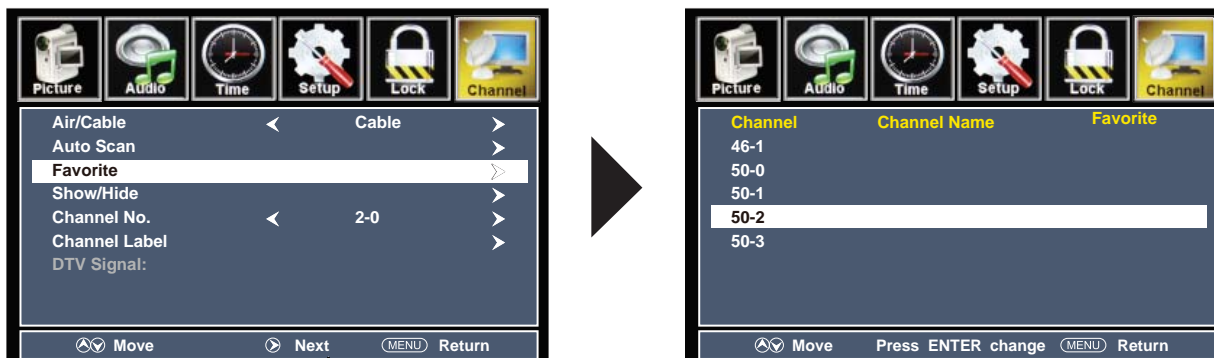 Picture Audio Time Setup Lock Channel
Air/Cable Cable
Auto Scan
Favorite
Show/Hide
Channel No. 2-0
Channel Label
DTV Signal:
Move Next MENU Return
Picture Audio Time Setup Lock Channel
Channel Channel Name Favorite
46-1
50-0
50-1
50-2
50-3
Move Press ENTER change MENU Return